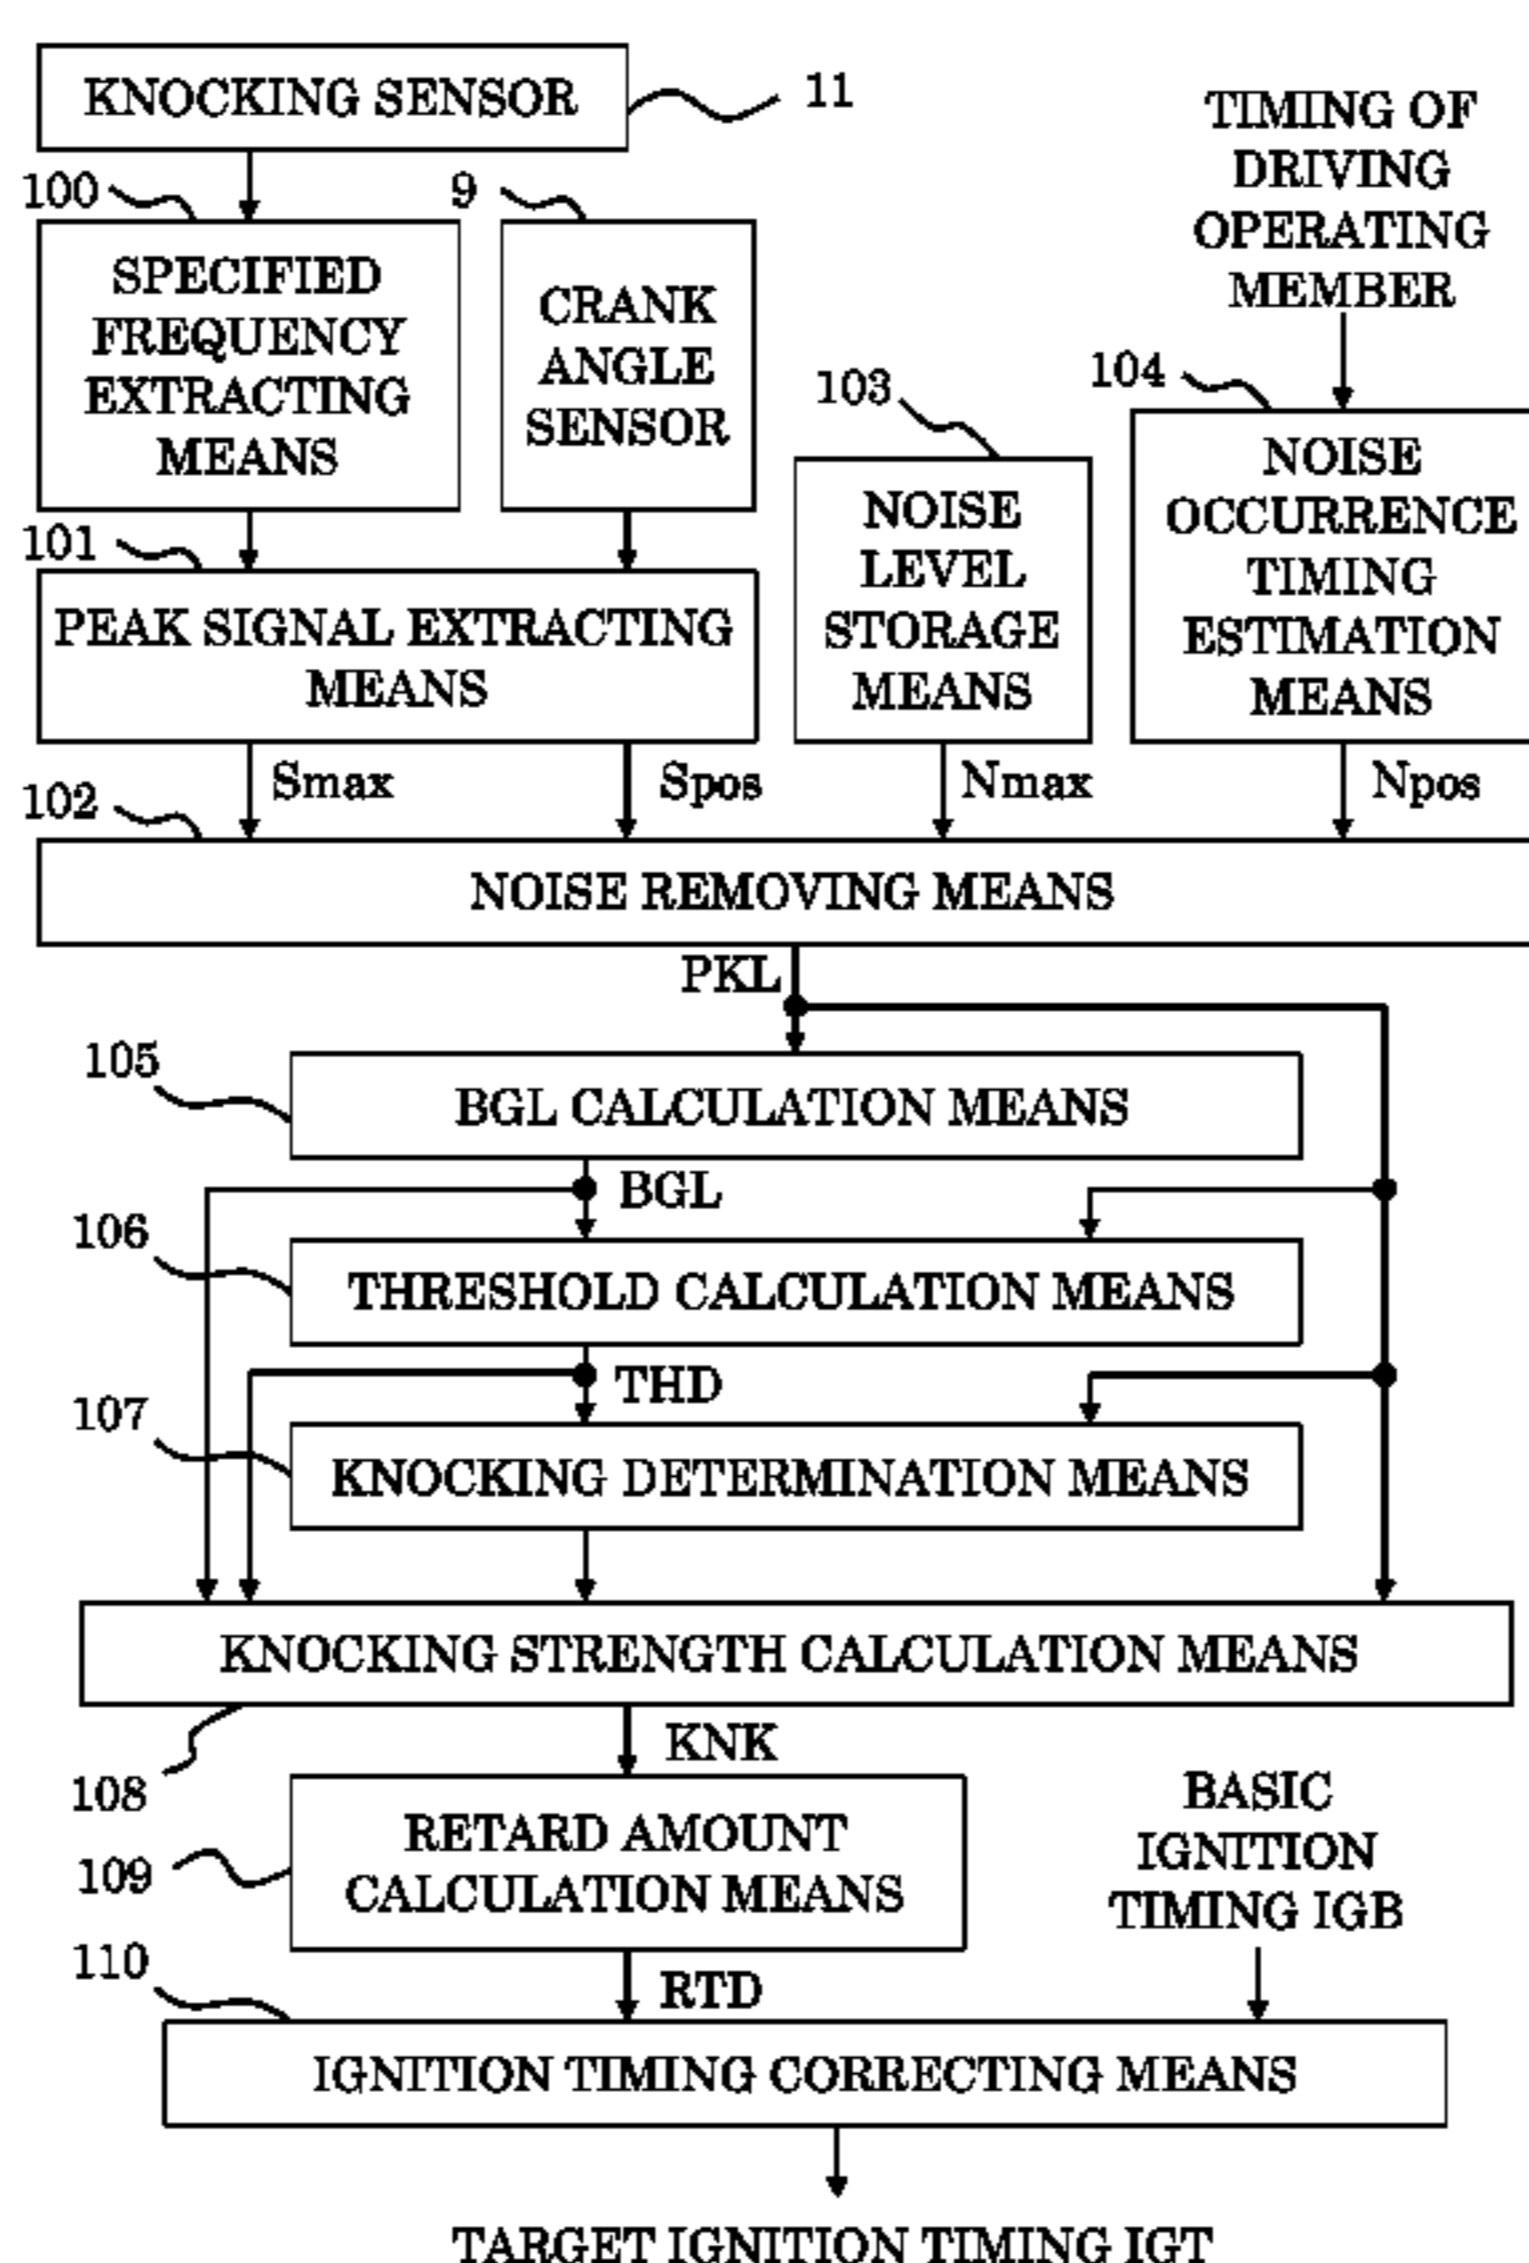 KNOCKING SENSOR
11
TIMING OF
DRIVING
OPERATING
MEMBER
100
9
SPECIFIED
FREQUENCY
EXTRACTING
MEANS
CRANK
ANGLE
SENSOR
103
104
NOISE
LEVEL
STORAGE
MEANS
NOISE
OCCURRENCE
TIMING
ESTIMATION
MEANS
101
PEAK SIGNAL EXTRACTING
MEANS
Smax
Spos
Nmax
Npos
102
NOISE REMOVING MEANS
PKL
105
BGL CALCULATION MEANS
BGL
106
THRESHOLD CALCULATION MEANS
THD
107
KNOCKING DETERMINATION MEANS
KNOCKING STRENGTH CALCULATION MEANS
108
KNK
109
RETARD AMOUNT
CALCULATION MEANS
BASIC
IGNITION
TIMING IGB
110
RTD
IGNITION TIMING CORRECTING MEANS
TARGET IGNITION TIMING IGT